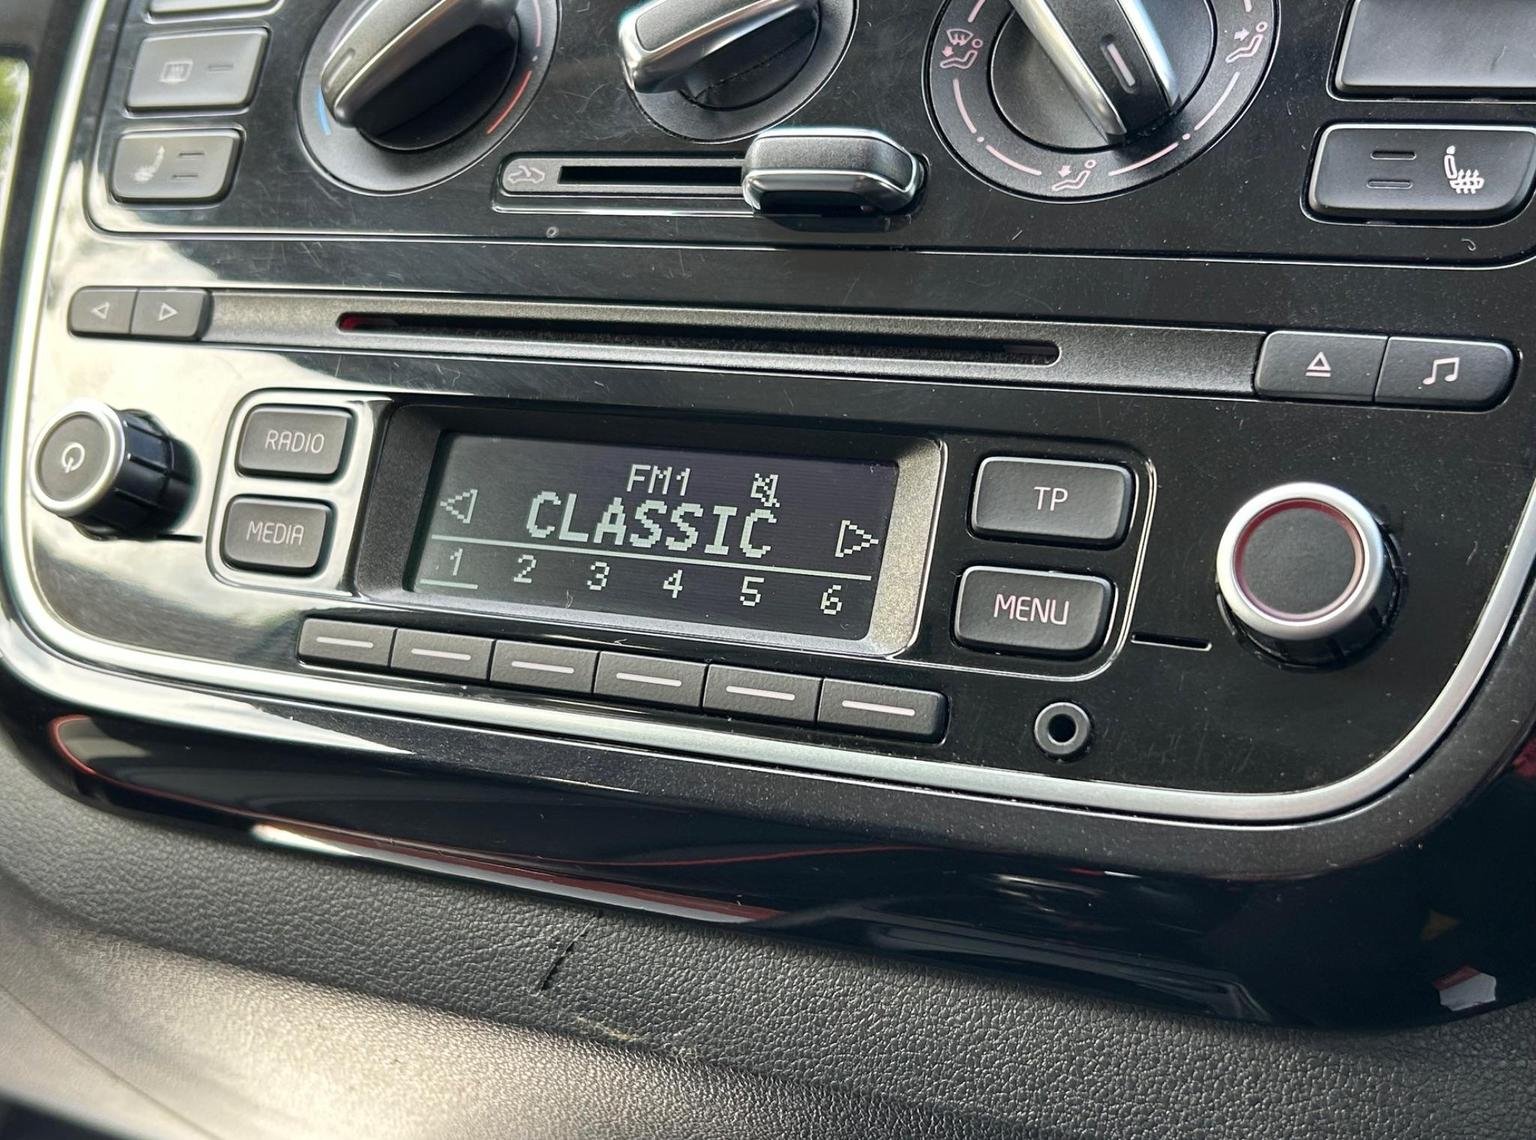 RADIO
MEDIA
FM1
CLASSIC
1 2 3 4 5 6
TP
MENU